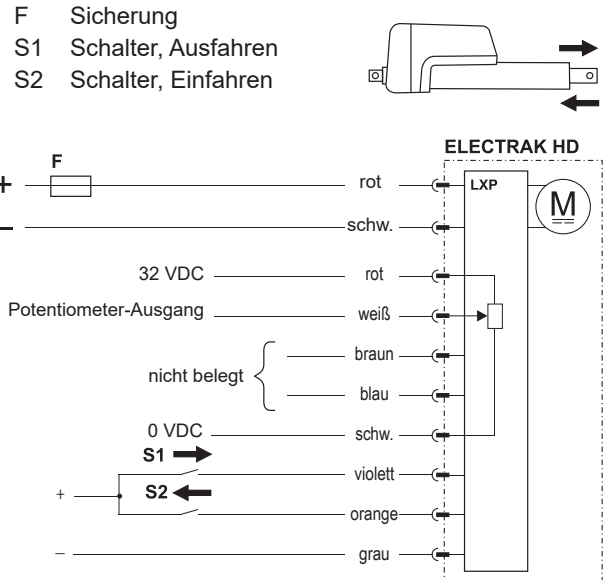 F Sicherung
S1 Schalter, Ausfahren
S2 Schalter, Einfahren
ELECTRAK HD
+ F rot LXP M
– schw.
32 VDC rot
Potentiometer-Ausgang weiß
braun
nicht belegt
blau
0 VDC schw.
S1 violett
+ S2
orange
– grau